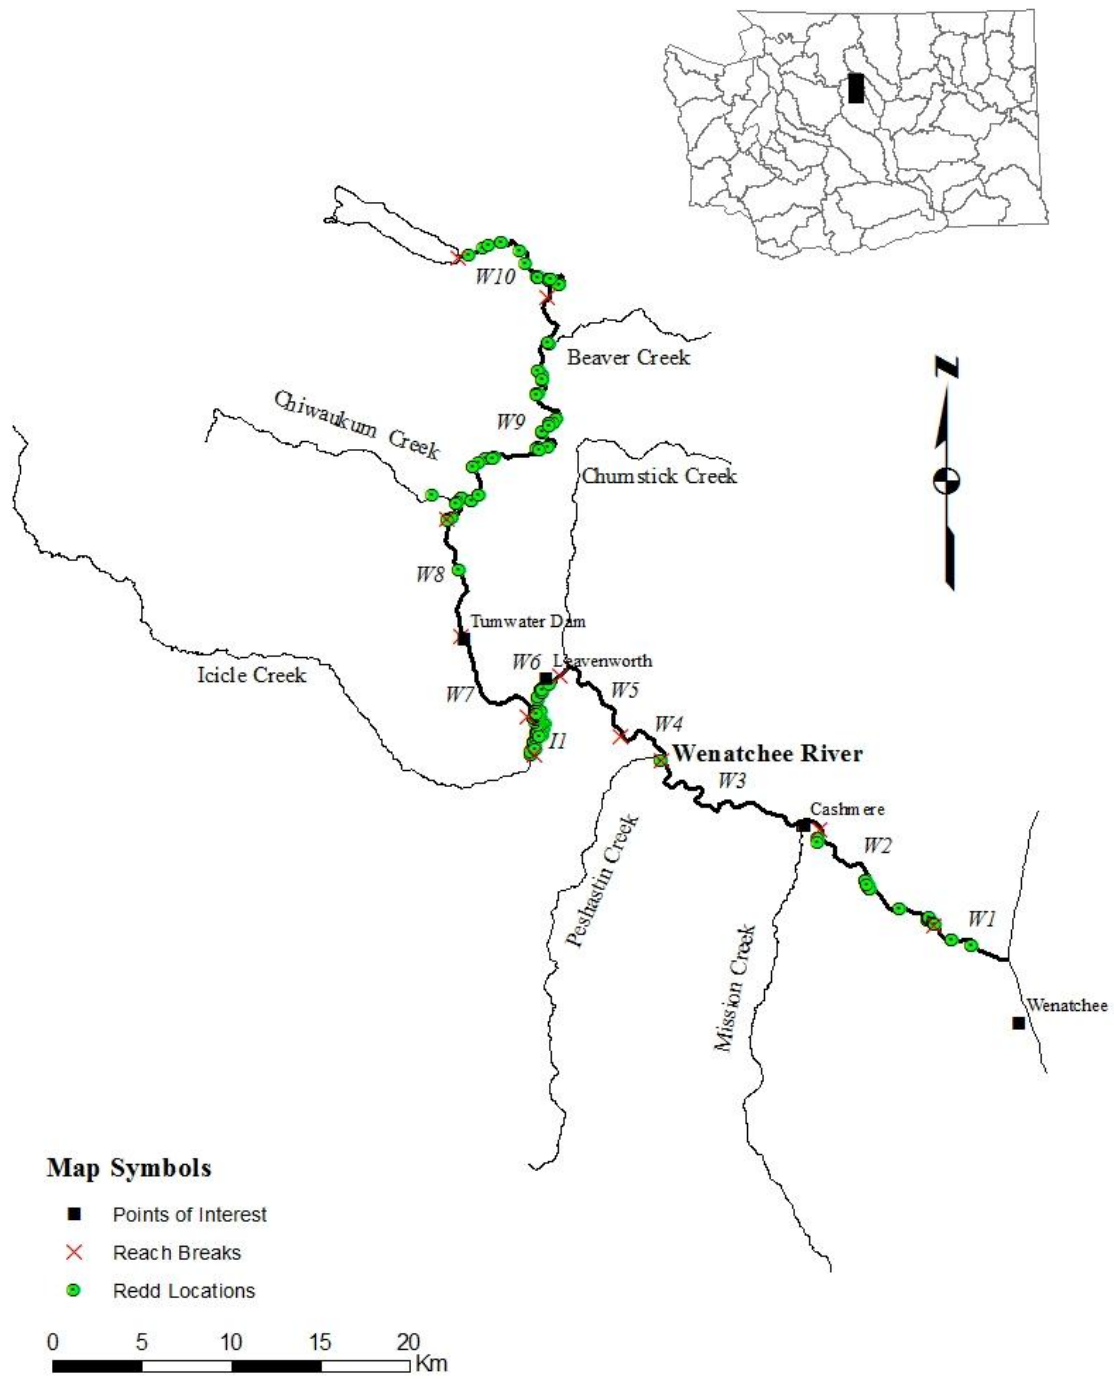 W10
Beaver Creek
N
Chiwaukum Creek
W9
Chumstick Creek
W8
Tumwater Dam
W6
Leavenworth
Icicle Creek
W7
W5
W4
I1
Wenatchee River
W3
Cashmere
W2
Peshastin Creek
W1
Mission Creek
Wenatchee
Map Symbols
Points of Interest
Reach Breaks
Redd Locations
0 5 10 15 20
Km